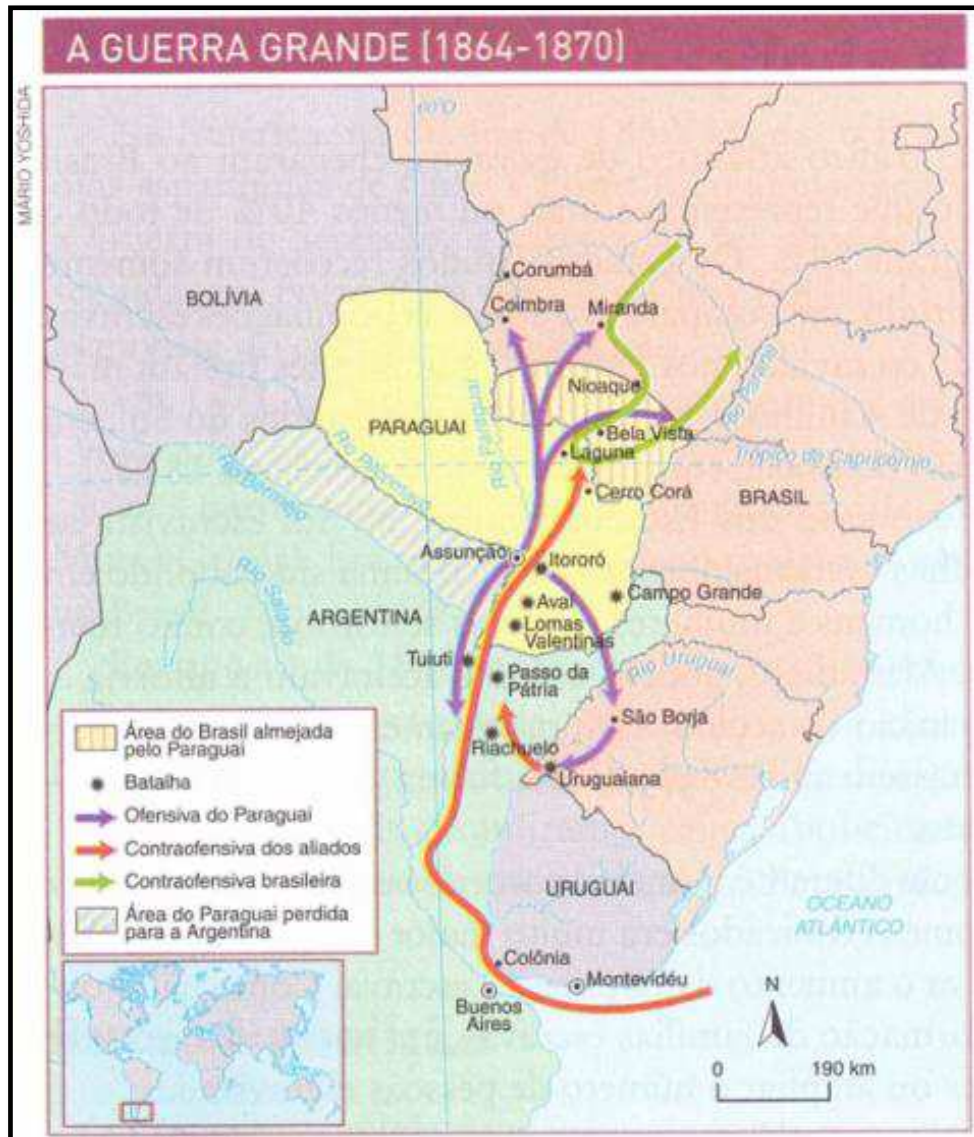 A GUERRA GRANDE (1864-1870)
MÁRIO YOSHIDA
Corumbá
BOLÍVIA
Coimbra
Miranda
Nioaque
Rio Paraná
PARAGUAI
Rio Paraguai
Bela Vista
Laguna
Trópico de Capricórnio
Rio Pilcomayo
Rio Bermejo
Cerro Corá
BRASIL
Assunção
Itororó
Rio Salado
Avaí
Campo Grande
ARGENTINA
Lomas
Valentinas
Tuiuti
Passo da
Pátria
Rio Uruguai
São Borja
Riachuelo
Uruguaiana
URUGUAI
OCEANO
ATLÂNTICO
Colônia
Montevidéu
Buenos
Aires
N
0 190 km
Área do Brasil almejada
pelo Paraguai
Batalha
Ofensiva do Paraguai
Contraofensiva dos aliados
Contraofensiva brasileira
Área do Paraguai perdida
para a Argentina